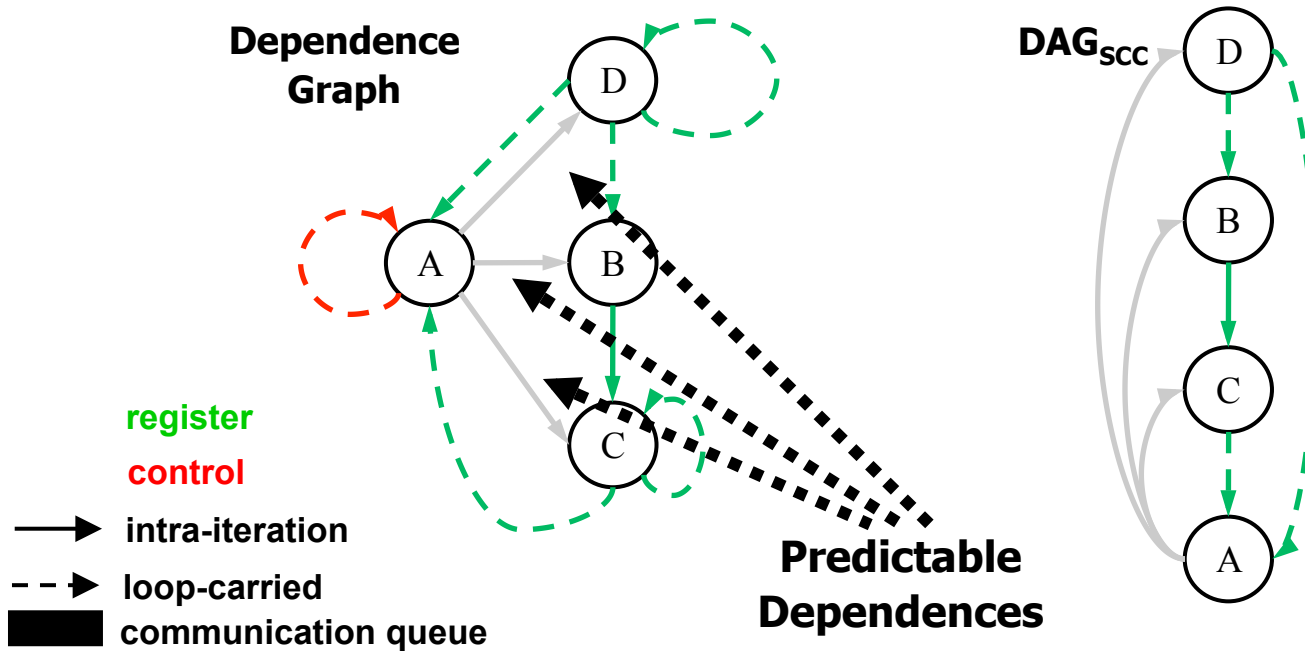 Dependence
Graph
D
A
B
C
register
control
intra-iteration
loop-carried
communication queue
Predictable
Dependences
DAGSCC
D
B
C
A